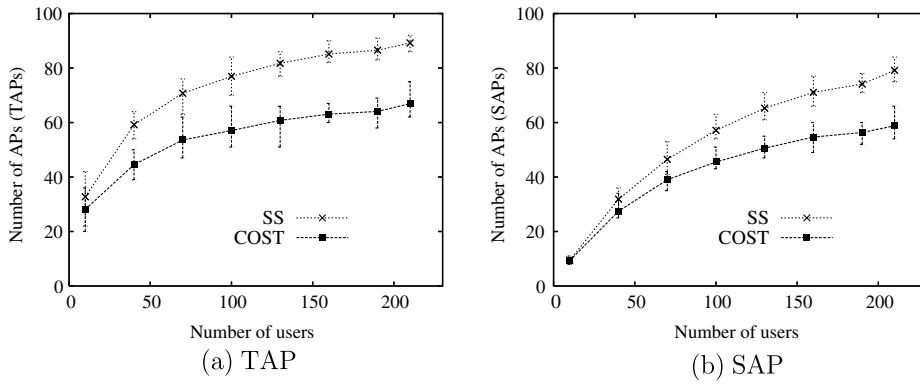 Number of APs (TAPs)
100
80
60
40
20
0
SS
COST
0 50 100 150 200
Number of users
(a) TAP
Number of APs (SAPs)
100
80
60
40
20
0
SS
COST
0 50 100 150 200
Number of users
(b) SAP